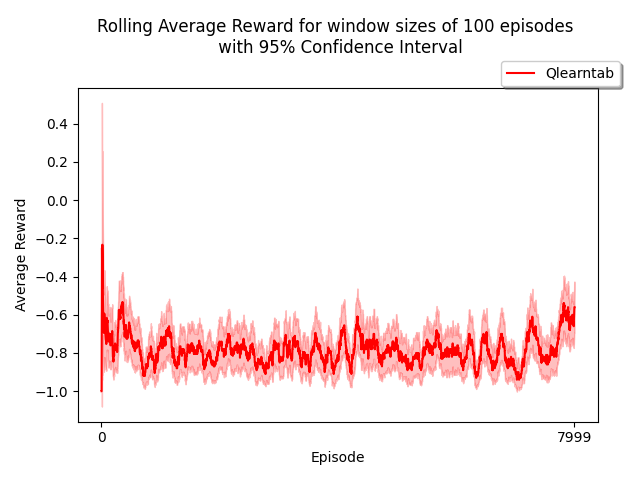 Rolling Average Reward for window sizes of 100 episodes
with 95% Confidence Interval
Qlearntab
0.4
0.2
0.0
−0.2
−0.4
−0.6
−0.8
−1.0
Average Reward
0
7999
Episode